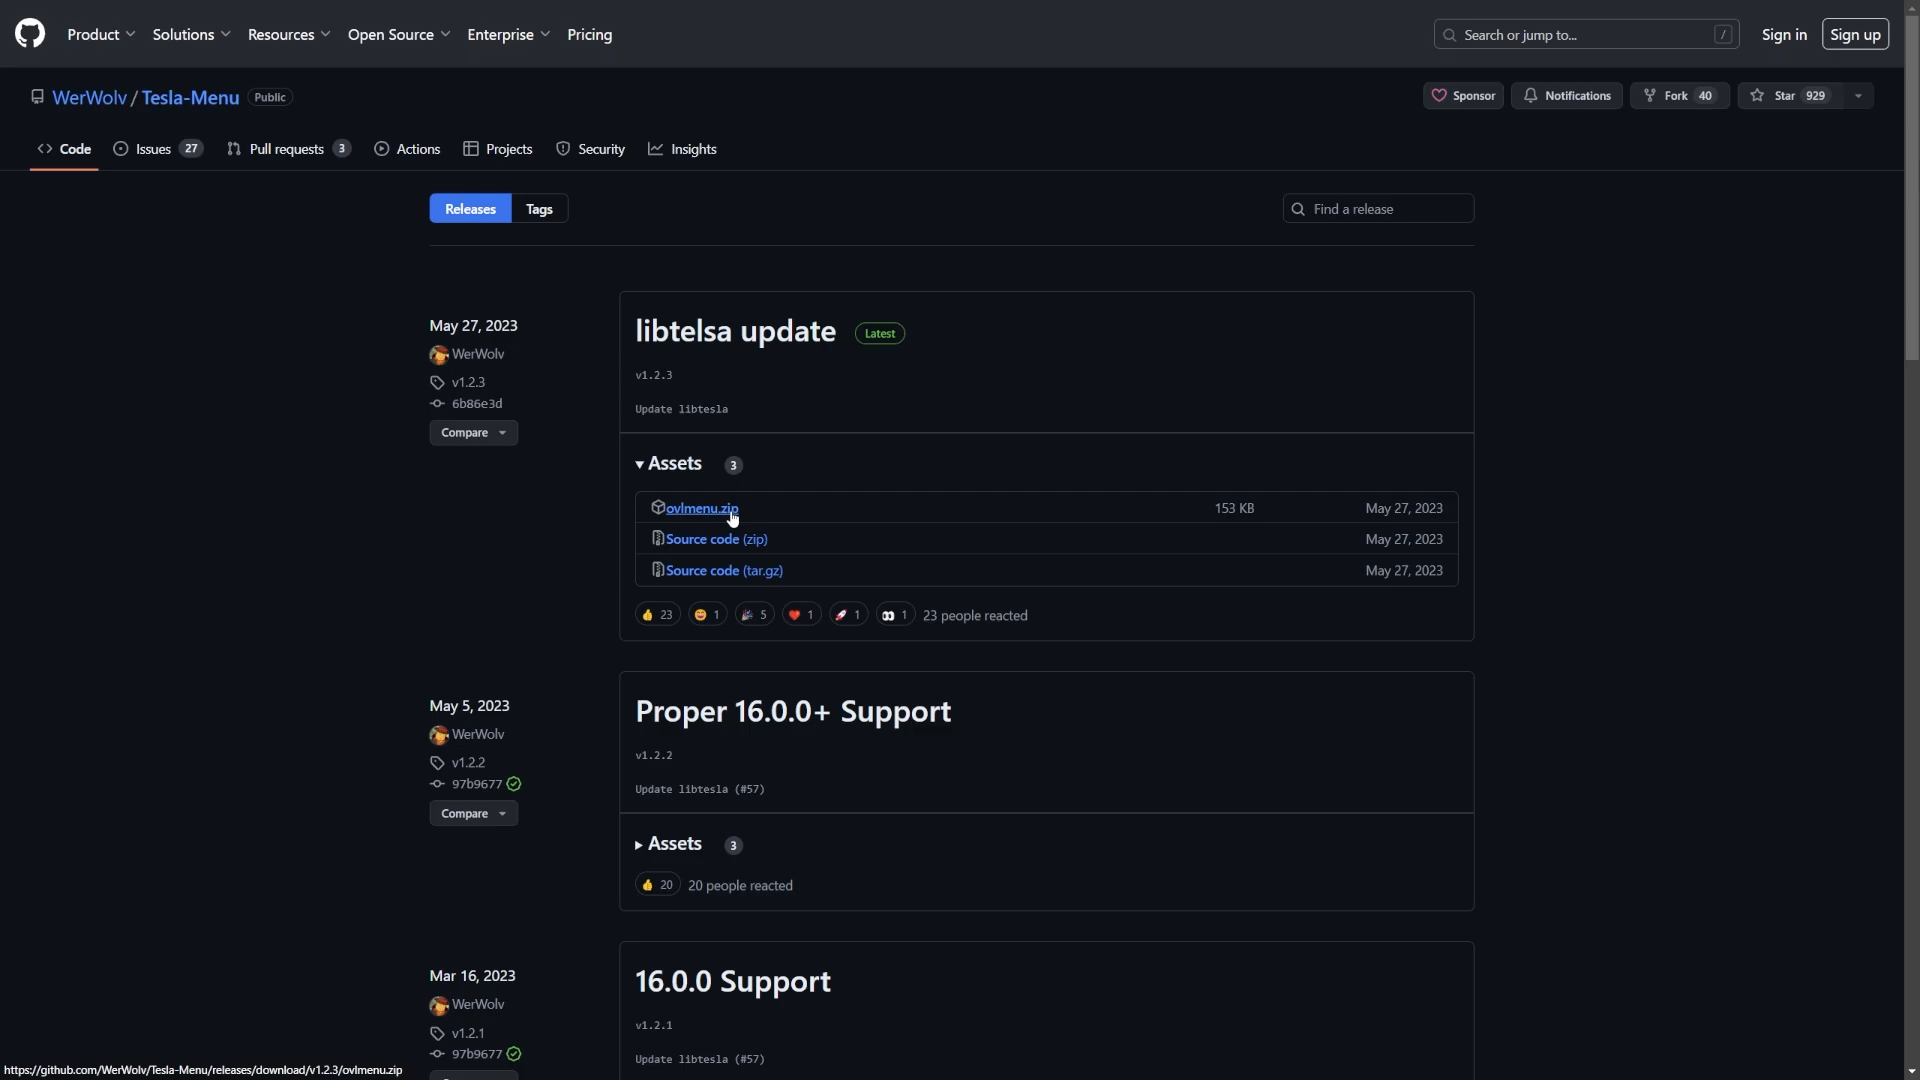 Product Solutions Resources Open Source Enterprise Pricing Search or jump to... / Sign in Sign up
WerWolv / Tesla-Menu Public Sponsor Notifications Fork 40 Star 929
Code Issues 27 Pull requests 3 Actions Projects Security Insights
Releases Tags Find a release
May 27, 2023
WerWolv
v1.2.3
6b86e3d
Compare
libtelsa update Latest
v1.2.3
Update libtesla
Assets 3
ovlmenu.zip 153 KB May 27, 2023
Source code (zip) May 27, 2023
Source code (tar.gz) May 27, 2023
23 1 5 1 1 1 23 people reacted
May 5, 2023
WerWolv
v1.2.2
97b9677
Compare
Proper 16.0.0+ Support
v1.2.2
Update libtesla (#57)
Assets 3
20 20 people reacted
Mar 16, 2023
WerWolv
v1.2.1
97b9677
16.0.0 Support
v1.2.1
Update libtesla (#57)
https://github.com/WerWolv/Tesla-Menu/releases/download/v1.2.3/ovlmenu.zip